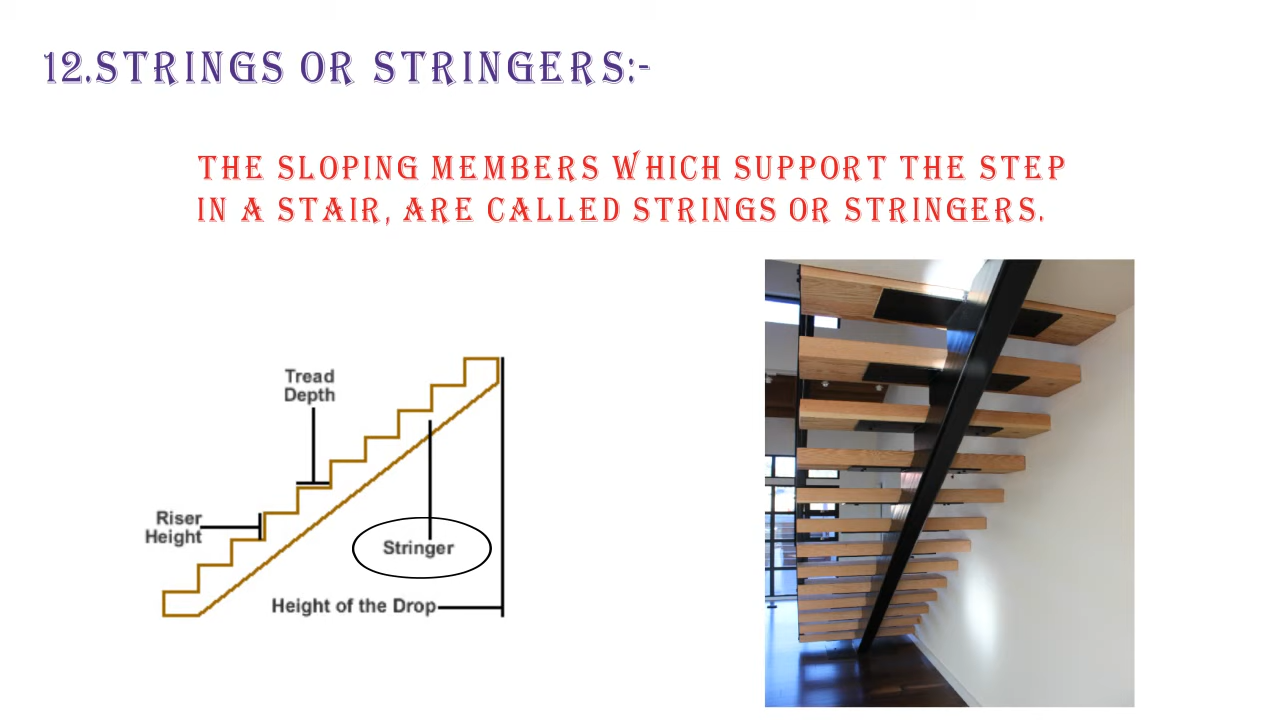 12.STRINGS OR STRINGERS:-
THE SLOPING MEMBERS WHICH SUPPORT THE STEP
IN A STAIR, ARE CALLED STRINGS OR STRINGERS.
Tread
Depth
Riser
Height
Stringer
Height of the Drop